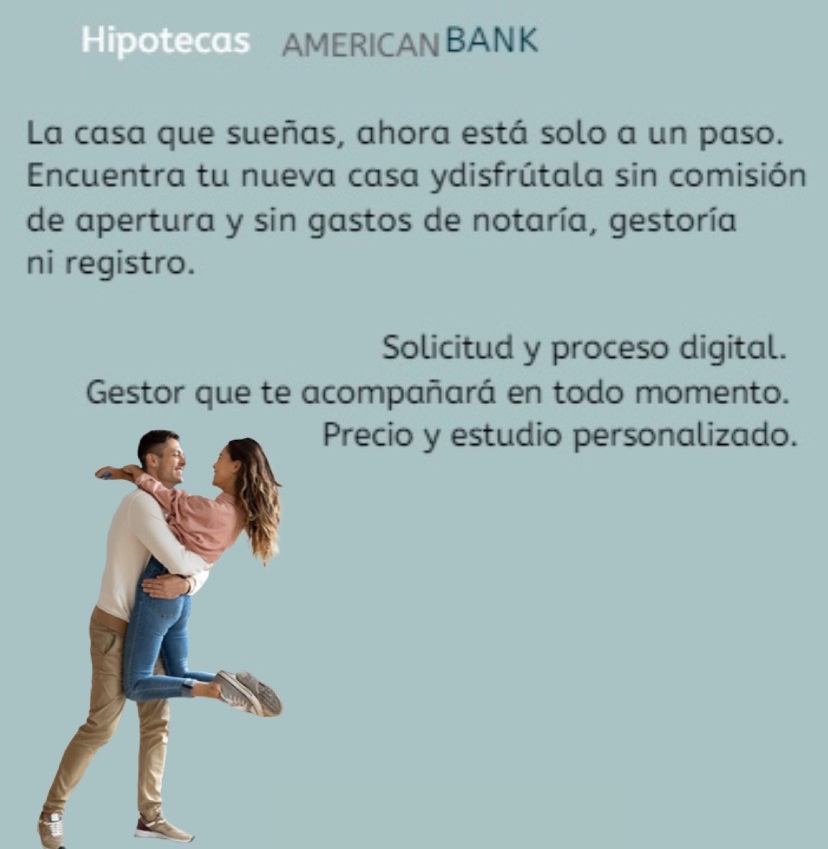 Hipotecas AMERICAN BANK
La casa que sueñas, ahora está solo a un paso.
Encuentra tu nueva casa ydisfrútala sin comisión
de apertura y sin gastos de notaría, gestoría
ni registro.
Solicitud y proceso digital.
Gestor que te acompañará en todo momento.
Precio y estudio personalizado.